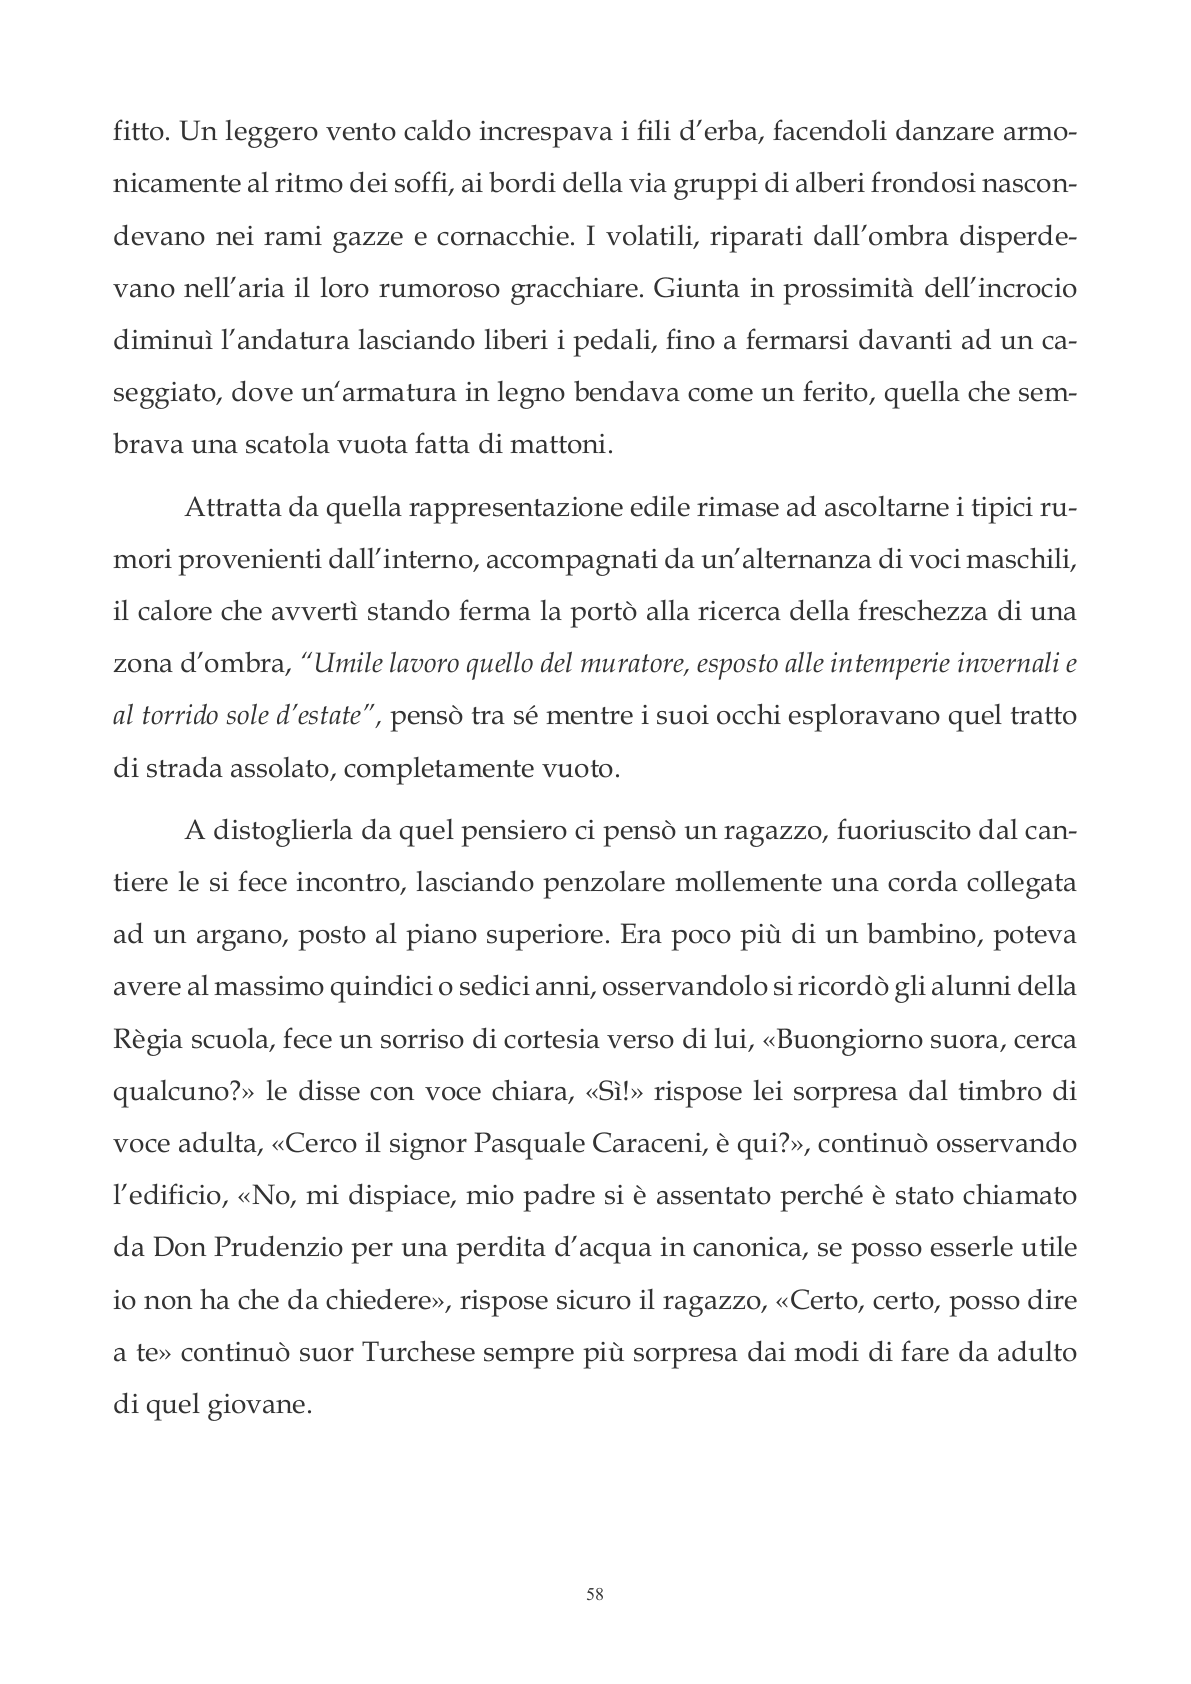 fitto. Un leggero vento caldo increspava i fili d’erba, facendoli danzare armo-
nicamente al ritmo dei soffi, ai bordi della via gruppi di alberi frondosi nascon-
devano nei rami gazze e cornacchie. I volatili, riparati dall’ombra disperde-
vano nell’aria il loro rumoroso gracchiare. Giunta in prossimità dell’incrocio
diminuì l’andatura lasciando liberi i pedali, fino a fermarsi davanti ad un ca-
seggiato, dove un‘armatura in legno bendava come un ferito, quella che sem-
brava una scatola vuota fatta di mattoni.
Attratta da quella rappresentazione edile rimase ad ascoltarne i tipici ru-
mori provenienti dall’interno, accompagnati da un’alternanza di voci maschili,
il calore che avvertì stando ferma la portò alla ricerca della freschezza di una
zona d’ombra, “Umile lavoro quello del muratore, esposto alle intemperie invernali e
al torrido sole d’estate”, pensò tra sé mentre i suoi occhi esploravano quel tratto
di strada assolato, completamente vuoto.
A distoglierla da quel pensiero ci pensò un ragazzo, fuoriuscito dal can-
tiere le si fece incontro, lasciando penzolare mollemente una corda collegata
ad un argano, posto al piano superiore. Era poco più di un bambino, poteva
avere al massimo quindici o sedici anni, osservandolo si ricordò gli alunni della
Règia scuola, fece un sorriso di cortesia verso di lui, «Buongiorno suora, cerca
qualcuno?» le disse con voce chiara, «Sì!» rispose lei sorpresa dal timbro di
voce adulta, «Cerco il signor Pasquale Caraceni, è qui?», continuò osservando
l’edificio, «No, mi dispiace, mio padre si è assentato perché è stato chiamato
da Don Prudenzio per una perdita d’acqua in canonica, se posso esserle utile
io non ha che da chiedere», rispose sicuro il ragazzo, «Certo, certo, posso dire
a te» continuò suor Turchese sempre più sorpresa dai modi di fare da adulto
di quel giovane.
58